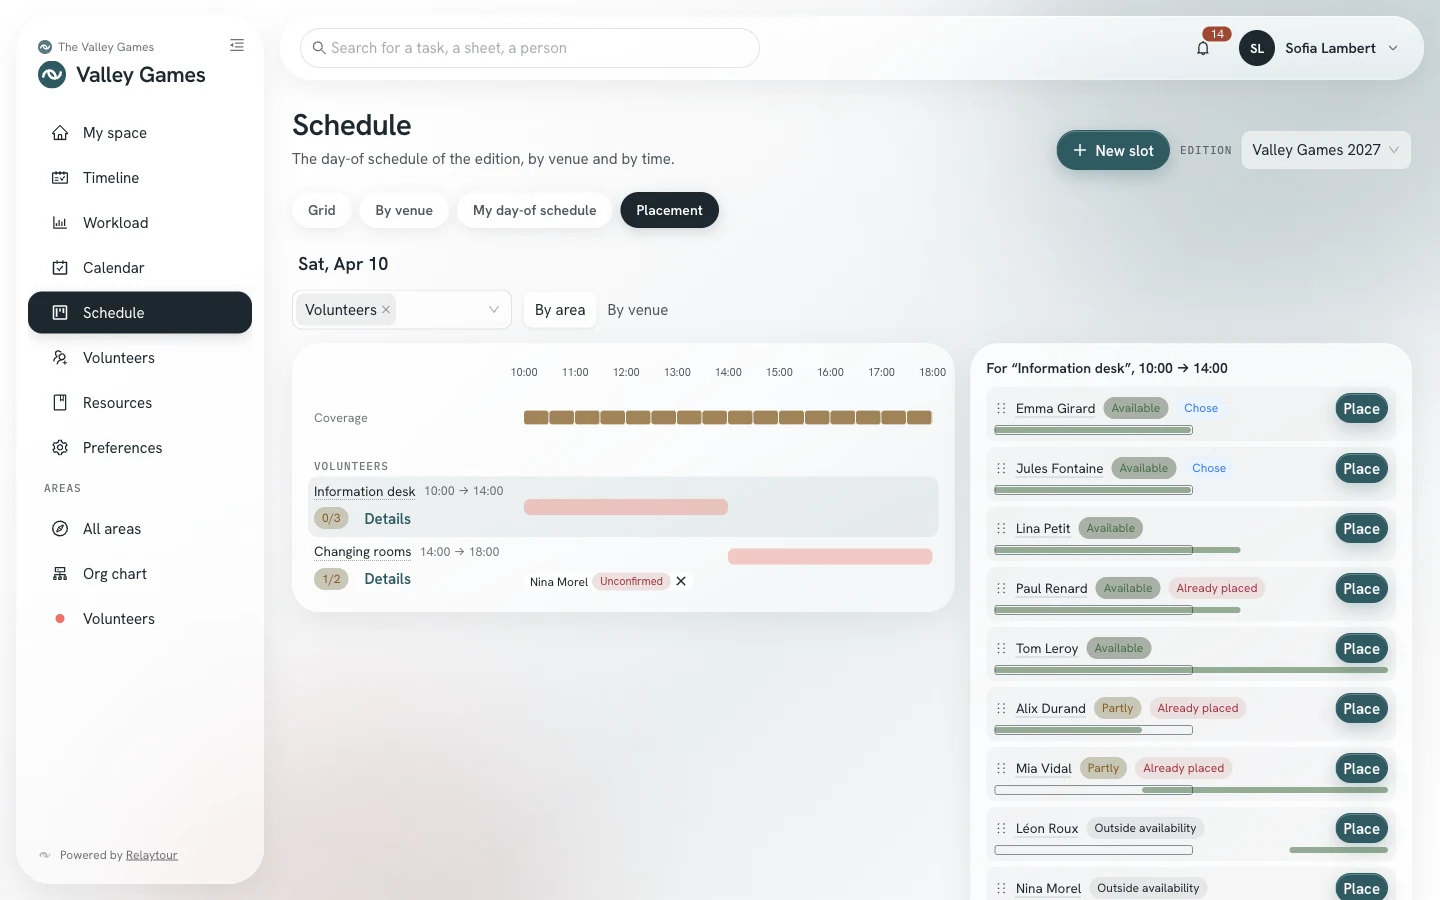 The Valley Games
Valley Games
My space
Timeline
Workload
Calendar
Schedule
Volunteers
Resources
Preferences
AREAS
All areas
Org chart
Volunteers
Powered by Relaytour
Search for a task, a sheet, a person
14
SL
Sofia Lambert
Schedule
The day-of schedule of the edition, by venue and by time.
New slot
EDITION
Valley Games 2027
Grid
By venue
My day-of schedule
Placement
Sat, Apr 10
Volunteers
By area
By venue
10:00 11:00 12:00 13:00 14:00 15:00 16:00 17:00 18:00
Coverage
VOLUNTEERS
Information desk 10:00 → 14:00
0/3 Details
Changing rooms 14:00 → 18:00
1/2 Details
Nina Morel Unconfirmed
For “Information desk”, 10:00 → 14:00
Emma Girard Available Chose Place
Jules Fontaine Available Chose Place
Lina Petit Available Place
Paul Renard Available Already placed Place
Tom Leroy Available Place
Alix Durand Partly Already placed Place
Mia Vidal Partly Already placed Place
Léon Roux Outside availability Place
Nina Morel Outside availability Place